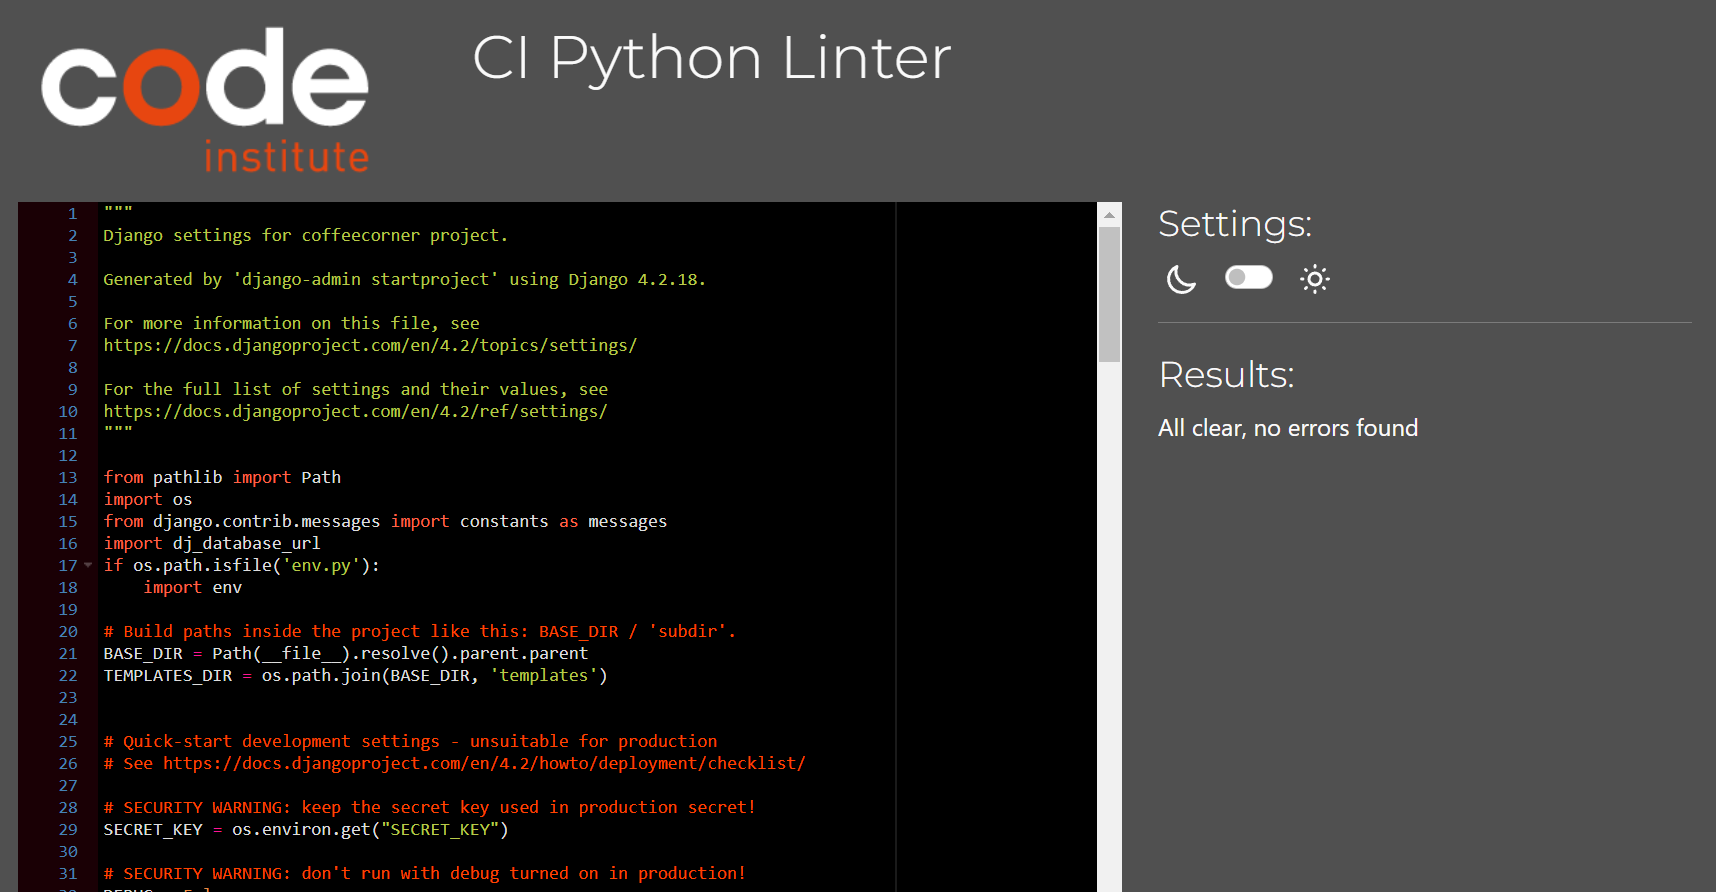 code
institute
CI Python Linter
1 """
2 Django settings for coffeecorner project.
3
4 Generated by 'django-admin startproject' using Django 4.2.18.
5
6 For more information on this file, see
7 https://docs.djangoproject.com/en/4.2/topics/settings/
8
9 For the full list of settings and their values, see
10 https://docs.djangoproject.com/en/4.2/ref/settings/
11 """
12
13 from pathlib import Path
14 import os
15 from django.contrib.messages import constants as messages
16 import dj_database_url
17 if os.path.isfile('env.py'):
18     import env
19
20 # Build paths inside the project like this: BASE_DIR / 'subdir'.
21 BASE_DIR = Path(__file__).resolve().parent.parent
22 TEMPLATES_DIR = os.path.join(BASE_DIR, 'templates')
23
24
25 # Quick-start development settings - unsuitable for production
26 # See https://docs.djangoproject.com/en/4.2/howto/deployment/checklist/
27
28 # SECURITY WARNING: keep the secret key used in production secret!
29 SECRET_KEY = os.environ.get("SECRET_KEY")
30
31 # SECURITY WARNING: don't run with debug turned on in production!
Settings:
Results:
All clear, no errors found